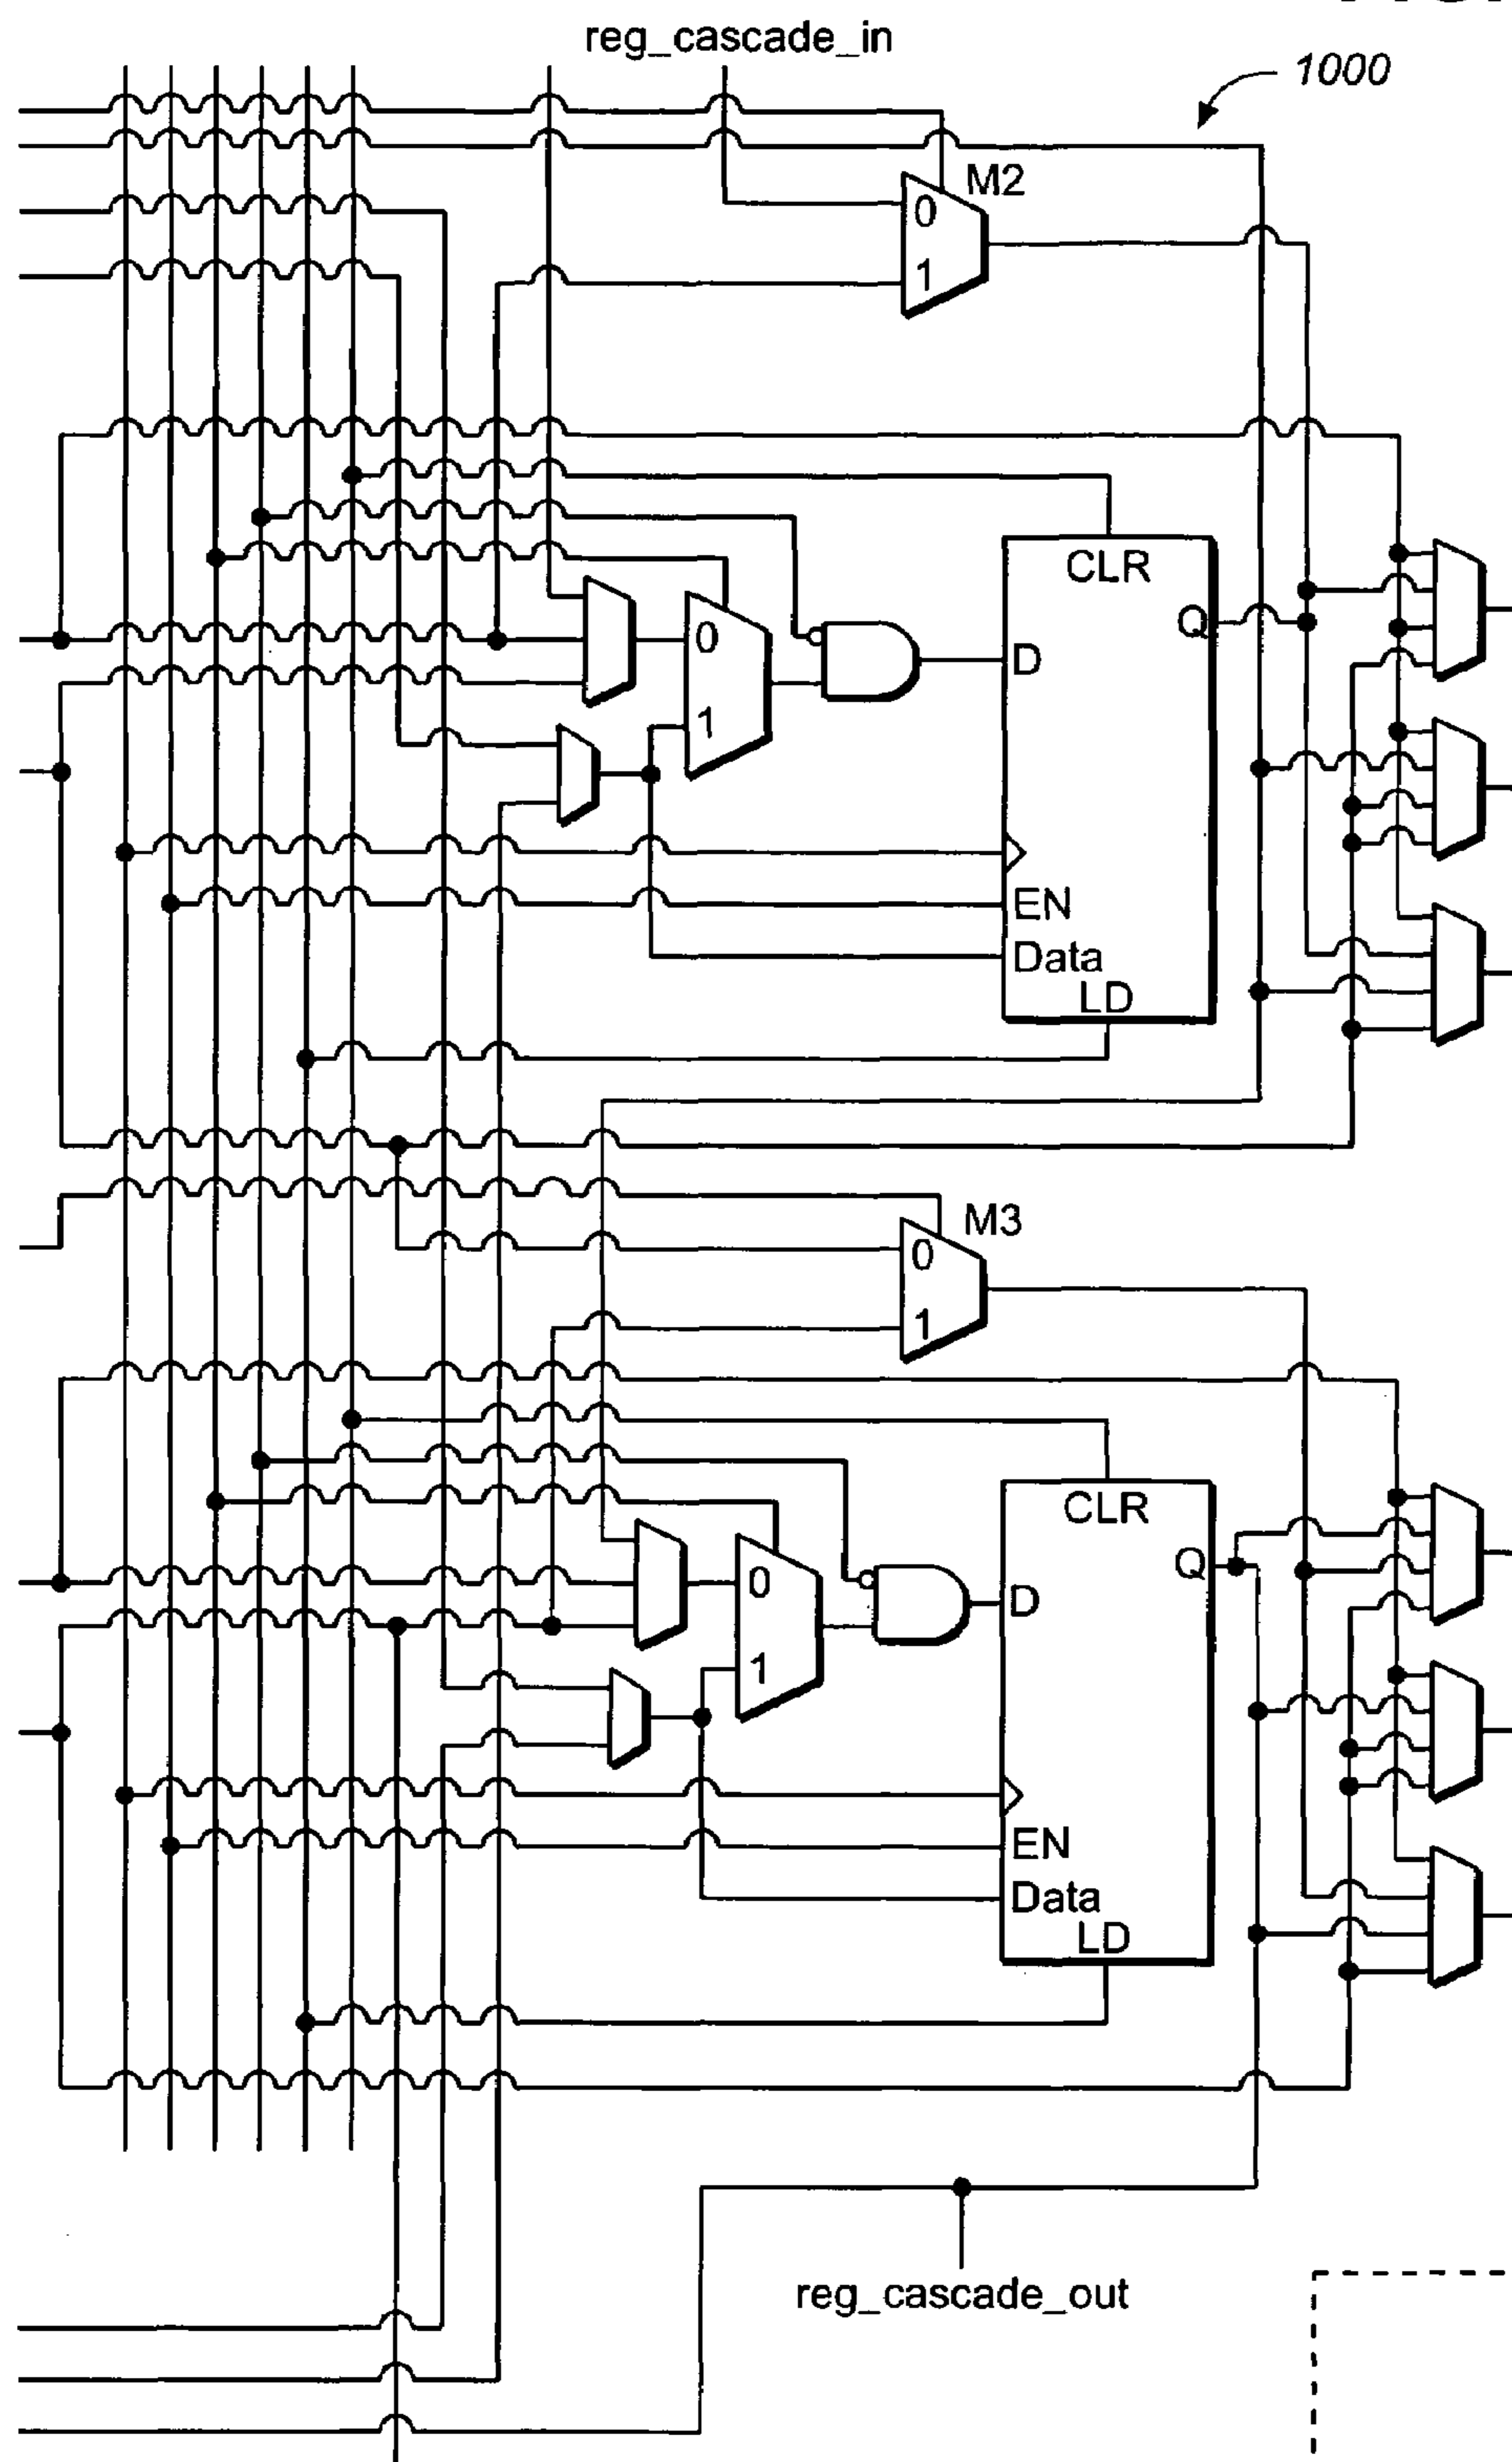 reg_cascade_in
1000
M2
0
1
CLR
Q
0
D
1
EN
Data
LD
M3
0
1
CLR
Q
0
D
1
EN
Data
LD
reg_cascade_out